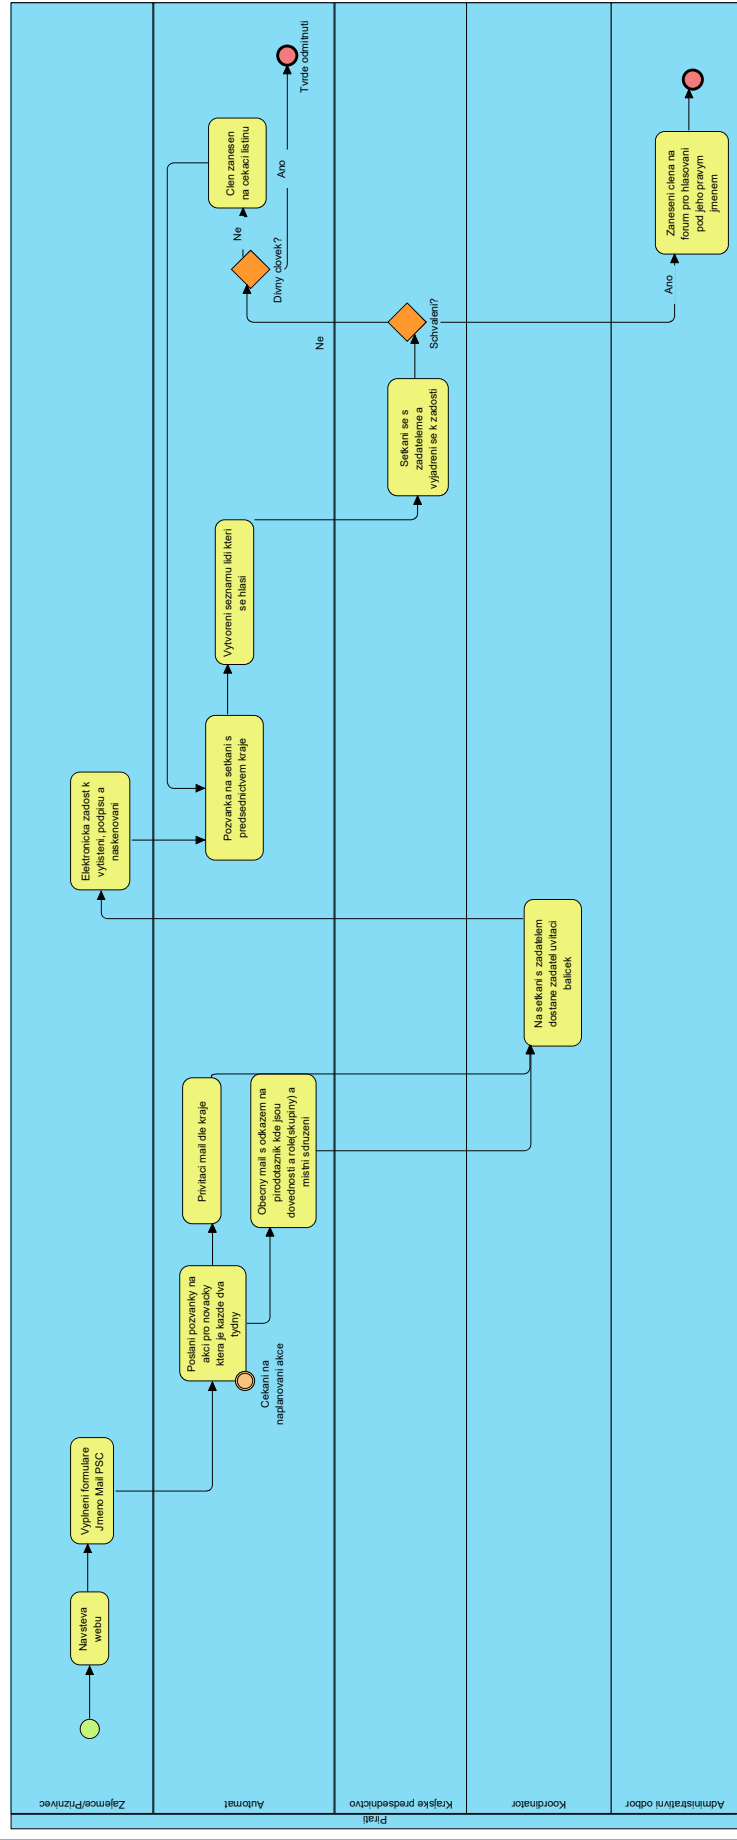 Pirati
Zajemce/Priznivec
Automat
Krajske predsednictvo
Koordinator
Administrativni odbor
Navsteva
webu
Vyplneni formulare
Jmeno Mail PSC
Poslani pozvanky na
akci pro novacky
ktera je kazde dva
tydny
Cekani na
naplanovani akce
Privitaci mail dle kraje
Obecny mail s odkazem na
pirodotaznik kde jsou
dovednosti a role(skupiny) a
mistni sdruzeni
Na setkani s zadatelem
dostane zadatel uvitaci
balicek
Elektronicka zadost k
vytisteni, podpisu a
naskenovani
Pozvanka na setkani s
predsednictvem kraje
Vytvoreni seznamu lidi kteri
se hlasi
Setkani se s
zadateleme a
vyjadreni se k zadosti
Schvaleni?
Ne
Ano
Divny clovek?
Ne
Ano
Clen zanesen
na cekaci listinu
Tvrde odmitnuti
Zaneseni clena na
forum pro hlasovani
pod jeho pravym
jmenem